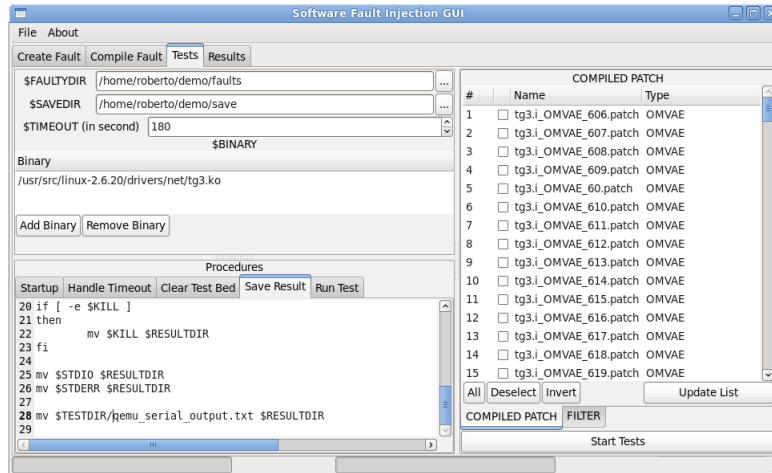 Software Fault Injection GUI
File About
Create Fault Compile Fault Tests Results
$FAULTYDIR /home/roberto/demo/faults ...
$SAVEDIR /home/roberto/demo/save ...
$TIMEOUT (in second) 180
$BINARY
Binary
/usr/src/linux-2.6.20/drivers/net/tg3.ko
Add Binary Remove Binary
Procedures
Startup Handle Timeout Clear Test Bed Save Result Run Test
20 if [ -e $KILL ]
21 then
22 mv $KILL $RESULTDIR
23 fi
24
25 mv $STDIO $RESULTDIR
26 mv $STDERR $RESULTDIR
27
28 mv $TESTDIR/qemu_serial_output.txt $RESULTDIR
29
COMPILED PATCH
# Name Type
1 tg3.i_OMVAE_606.patch OMVAE
2 tg3.i_OMVAE_607.patch OMVAE
3 tg3.i_OMVAE_608.patch OMVAE
4 tg3.i_OMVAE_609.patch OMVAE
5 tg3.i_OMVAE_60.patch OMVAE
6 tg3.i_OMVAE_610.patch OMVAE
7 tg3.i_OMVAE_611.patch OMVAE
8 tg3.i_OMVAE_612.patch OMVAE
9 tg3.i_OMVAE_613.patch OMVAE
10 tg3.i_OMVAE_614.patch OMVAE
11 tg3.i_OMVAE_615.patch OMVAE
12 tg3.i_OMVAE_616.patch OMVAE
13 tg3.i_OMVAE_617.patch OMVAE
14 tg3.i_OMVAE_618.patch OMVAE
15 tg3.i_OMVAE_619.patch OMVAE
All Deselect Invert Update List
COMPILED PATCH FILTER
Start Tests